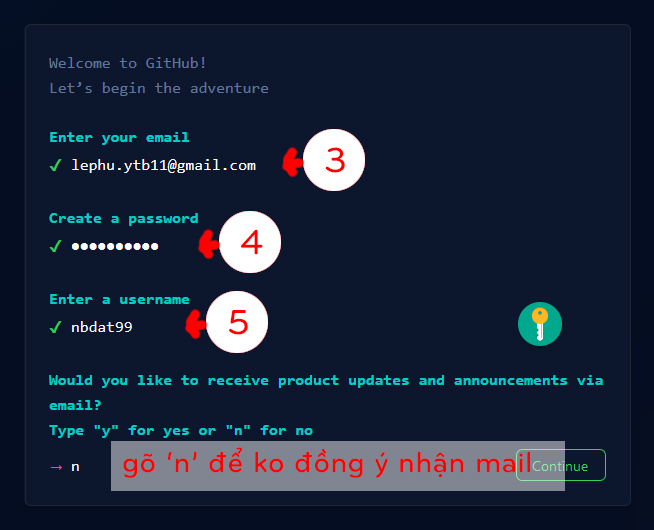 Welcome to GitHub!
Let’s begin the adventure
Enter your email
✓ lephu.ytb11@gmail.com
3
Create a password
✓ ●●●●●●●●●●
4
Enter a username
✓ nbdat99
5
Would you like to receive product updates and announcements via
email?
Type "y" for yes or "n" for no
→ n
gõ 'n' để ko đồng ý nhận mail
Continue